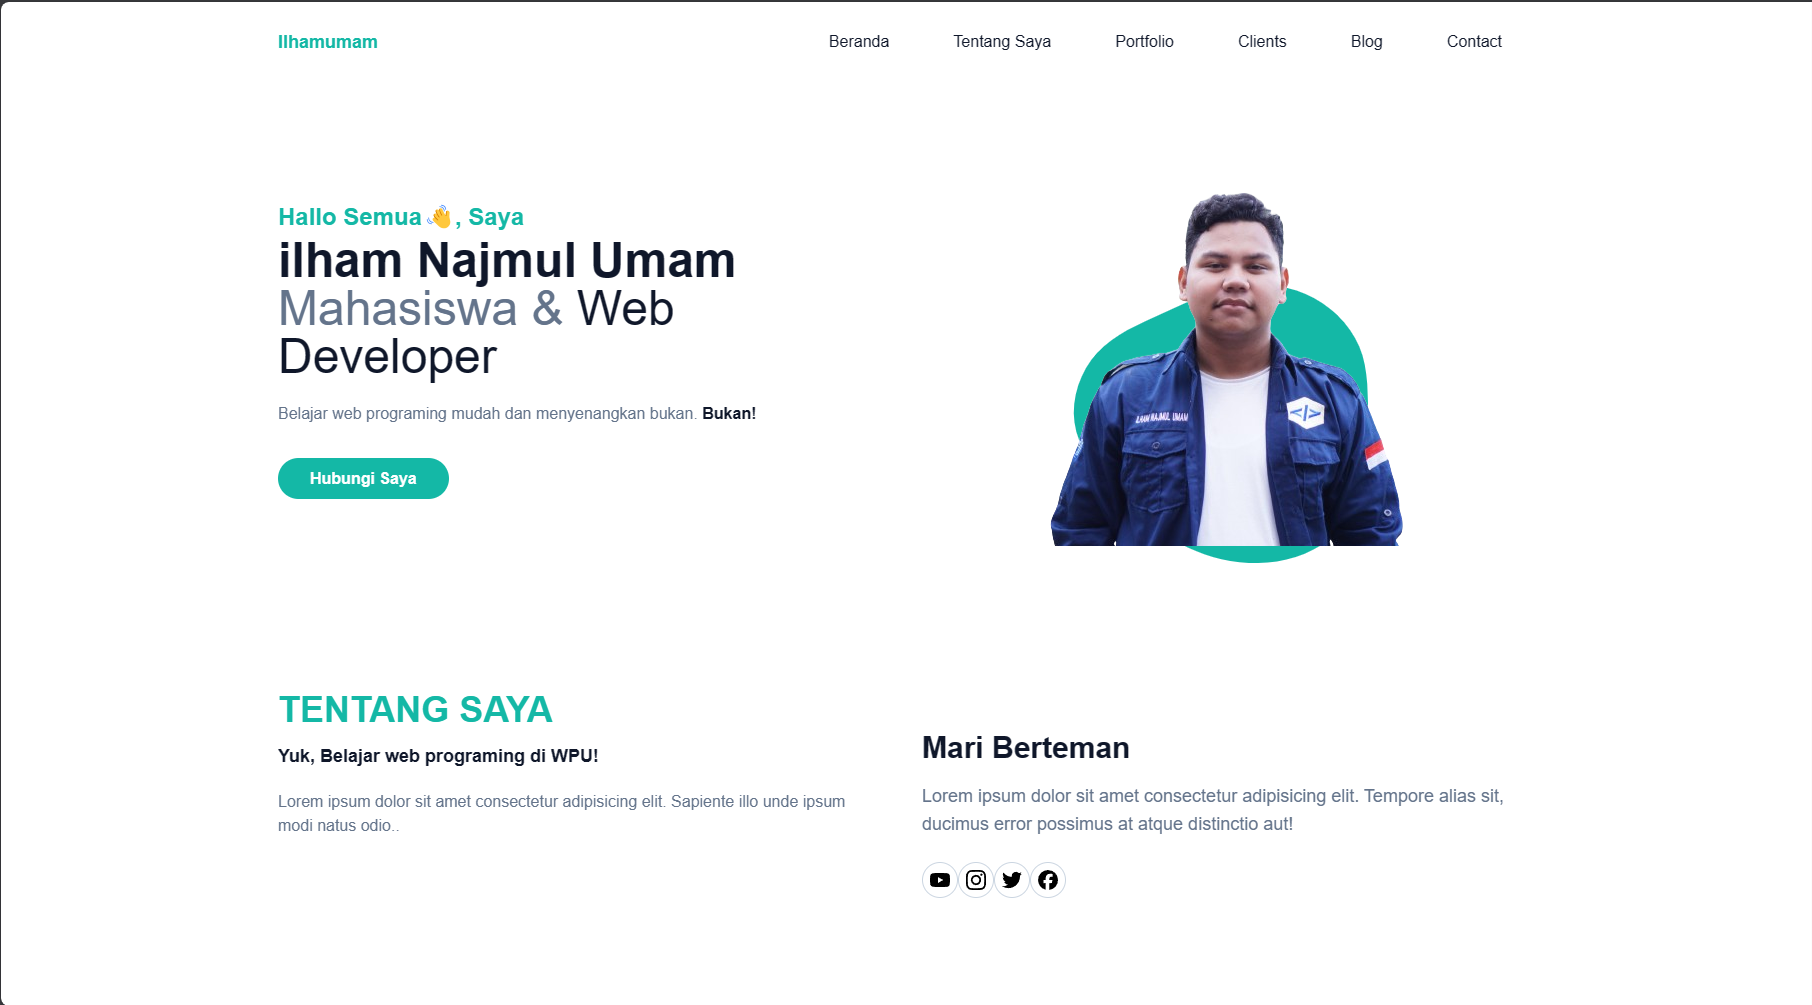 Ilhamumam
Beranda Tentang Saya Portfolio Clients Blog Contact
Hallo Semua👋, Saya
ilham Najmul Umam
Mahasiswa & Web
Developer
Belajar web programing mudah dan menyenangkan bukan. Bukan!
Hubungi Saya
ILHAM NAJMUL UMAM
</>
TENTANG SAYA
Yuk, Belajar web programing di WPU!
Lorem ipsum dolor sit amet consectetur adipisicing elit. Sapiente illo unde ipsum
modi natus odio..
Mari Berteman
Lorem ipsum dolor sit amet consectetur adipisicing elit. Tempore alias sit,
ducimus error possimus at atque distinctio aut!